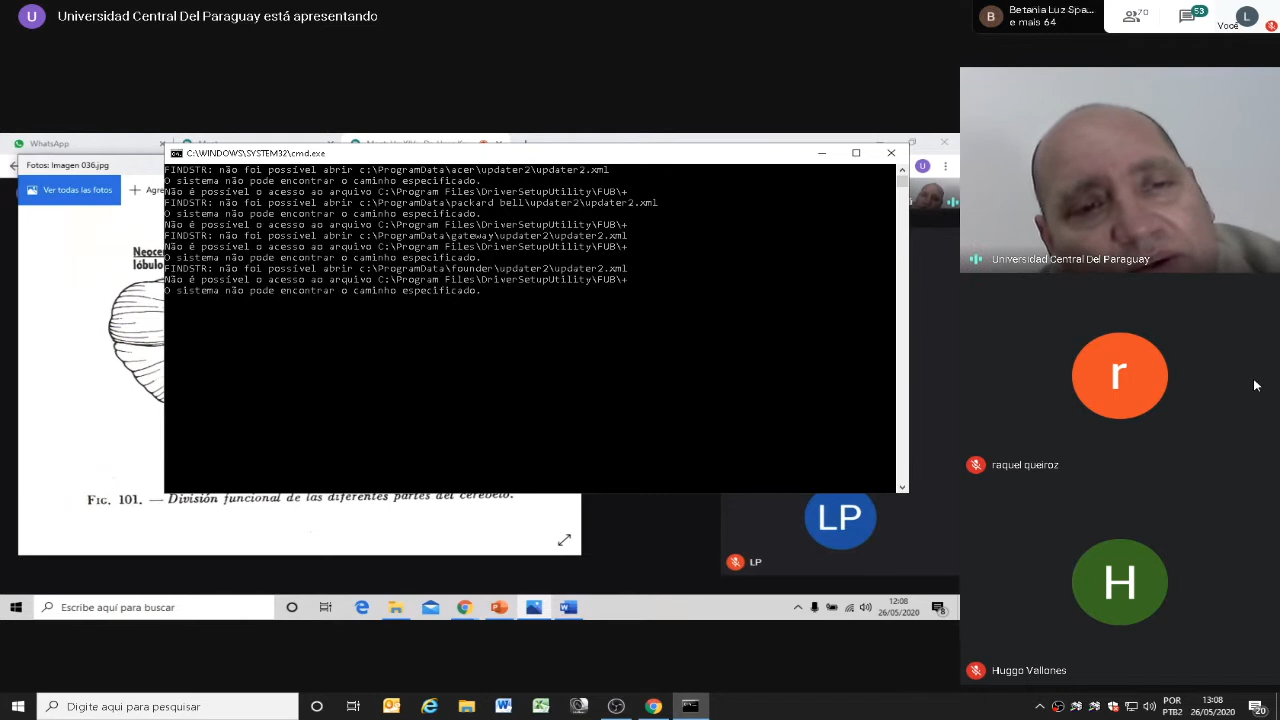 U
Universidad Central Del Paraguay está apresentando
B
Betania Luz Spa...
e mais 64
70
53
L
Você
WhatsApp
Fotos: Imagen 036.jpg
Ver todas las fotos
Agre
C:\WINDOWS\SYSTEM32\cmd.exe
U
FINDSTR: não foi possível abrir c:\ProgramData\acer\updater2\updater2.xml
O sistema não pode encontrar o caminho especificado.
Não é possível o acesso ao arquivo C:\Program Files\DriverSetupUtility\FUB\+
FINDSTR: não foi possível abrir c:\ProgramData\packard bell\updater2\updater2.xml
O sistema não pode encontrar o caminho especificado.
Não é possível o acesso ao arquivo C:\Program Files\DriverSetupUtility\FUB\+
FINDSTR: não foi possível abrir c:\ProgramData\gateway\updater2\updater2.xml
Não é possível o acesso ao arquivo C:\Program Files\DriverSetupUtility\FUB\+
O sistema não pode encontrar o caminho especificado.
FINDSTR: não foi possível abrir c:\ProgramData\founder\updater2\updater2.xml
Não é possível o acesso ao arquivo C:\Program Files\DriverSetupUtility\FUB\+
O sistema não pode encontrar o caminho especificado.
Neocer
lóbulo
FIG. 101. — División funcional de las diferentes partes del cerebelo.
Universidad Central Del Paraguay
r
raquel queiroz
LP
LP
H
Huggo Vallones
Escribe aquí para buscar
12:08
26/05/2020
8
Digite aqui para pesquisar
POR
PTB2
13:08
26/05/2020
20